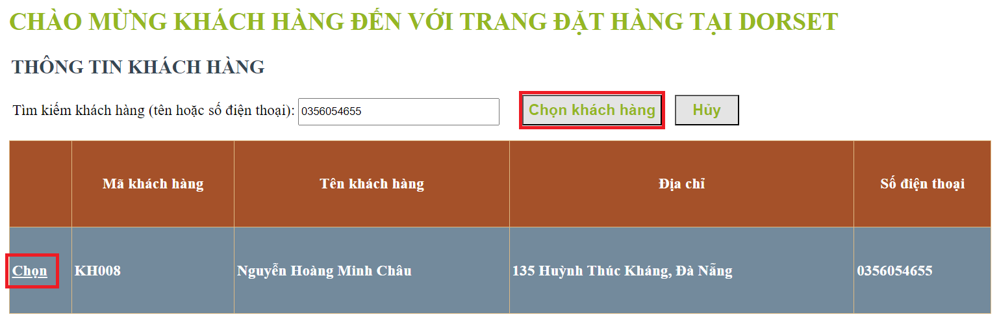 CHÀO MỪNG KHÁCH HÀNG ĐẾN VỚI TRANG ĐẶT HÀNG TẠI DORSET
THÔNG TIN KHÁCH HÀNG
Tìm kiếm khách hàng (tên hoặc số điện thoại): 0356054655 Chọn khách hàng Hủy
Mã khách hàng Tên khách hàng Địa chỉ Số điện thoại
Chọn KH008 Nguyễn Hoàng Minh Châu 135 Huỳnh Thúc Kháng, Đà Nẵng 0356054655